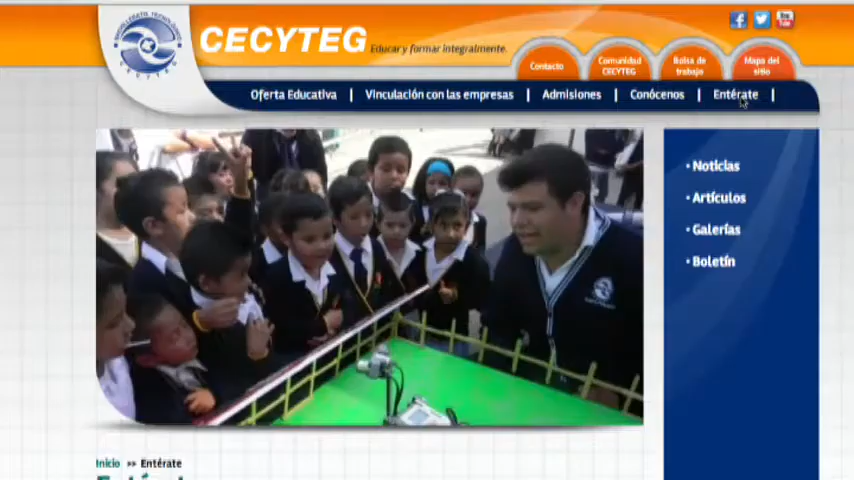 CECYTEG Educar y formar integralmente.
Contacto
Comunidad CECYTEG
Bolsa de trabajo
Mapa del sitio
Oferta Educativa | Vinculación con las empresas | Admisiones | Conócenos | Entérate |
• Noticias
• Artículos
• Galerías
• Boletín
Inicio >> Entérate
Entérate